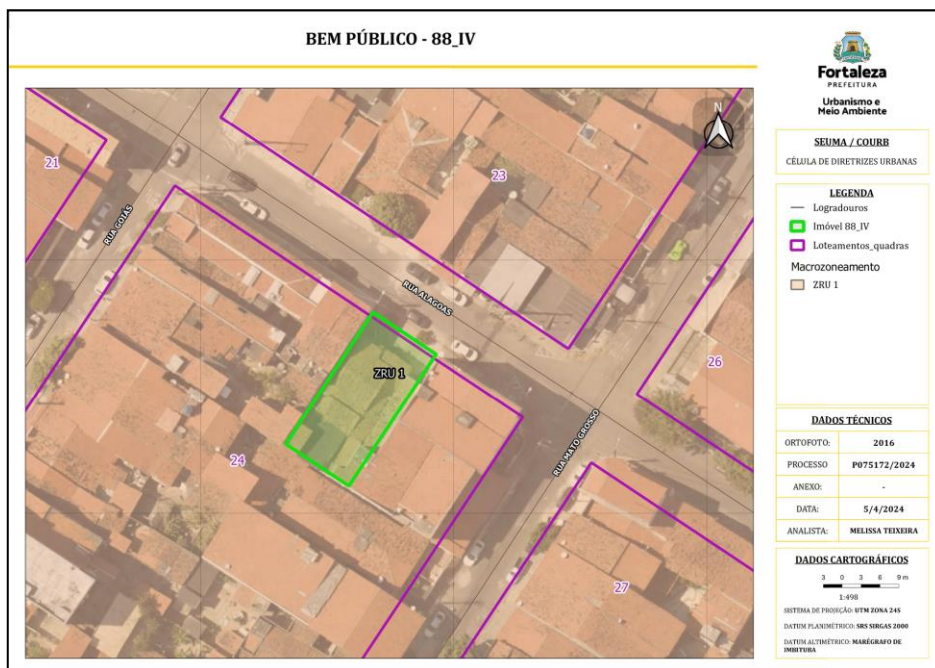 BEM PÚBLICO - 88_IV
21
RUA GOIÁS
23
N
RUA ALAGOAS
ZRU 1
24
26
RUA MATO GROSSO
27
Fortaleza
PREFEITURA
Urbanismo e
Meio Ambiente
SEUMA / COURB
CÉLULA DE DIRETRIZES URBANAS
LEGENDA
Logradouros
Imóvel 88_IV
Loteamentos_quadras
Macrozoneamento
ZRU 1
DADOS TÉCNICOS
ORTOFOTO: 2016
PROCESSO P075172/2024
ANEXO: -
DATA: 5/4/2024
ANALISTA: MELISSA TEIXEIRA
DADOS CARTOGRÁFICOS
3 0 3 6 9 m
1:498
SISTEMA DE PROJEÇÃO: UTM ZONA 24S
DATUM PLANIMÉTRICO: SRS SIRGAS 2000
DATUM ALTIMÉTRICO: MARÉGRAFO DE
IMBITUBA